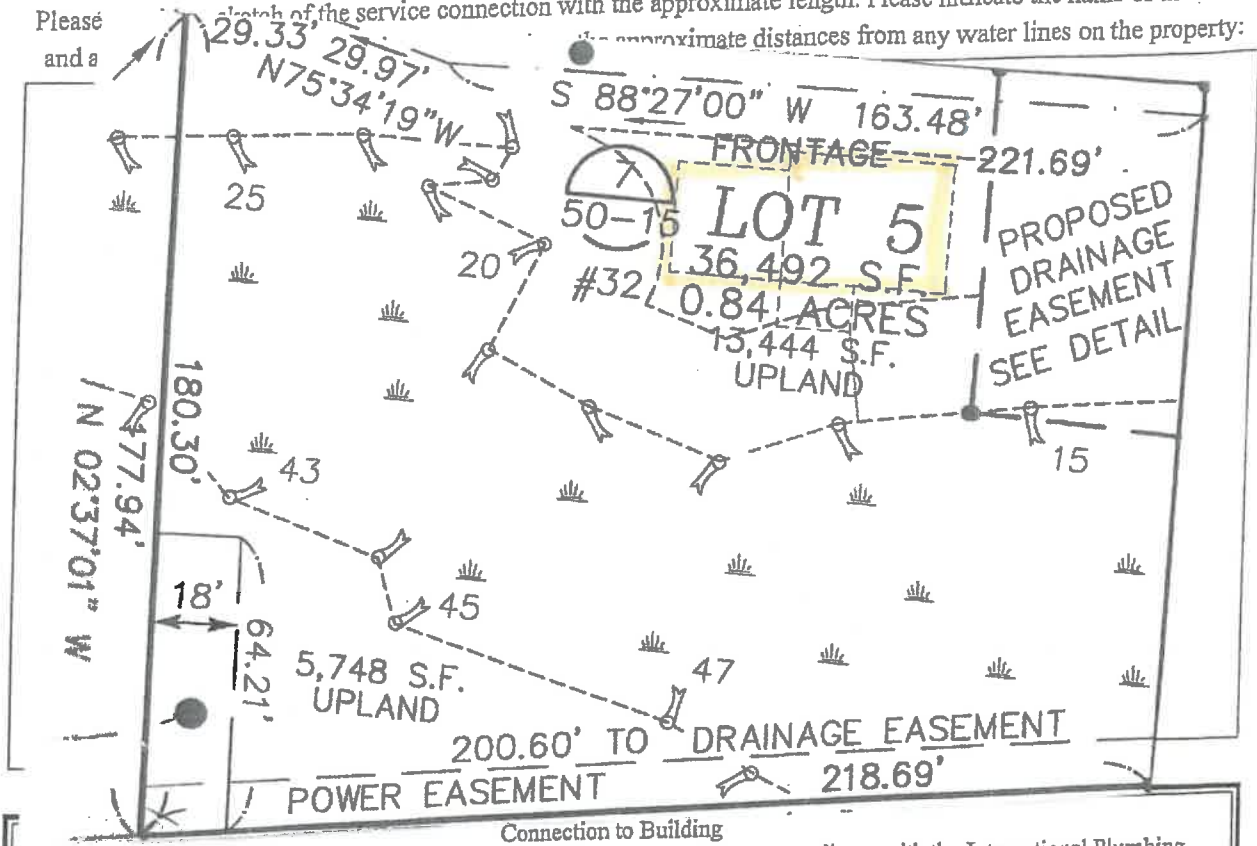 Please
sketch of the service connection with the approximate length. Please indicate the
and a
the approximate distances from any water lines on the property:
29.33' 29.97'
N75°34'19"W
S 88°27'00" W 163.48'
FRONTAGE 221.69'
7
50-15
LOT 5
36,492 S.F.
0.84 ACRES
13,444 S.F.
UPLAND
#32
PROPOSED
DRAINAGE
EASEMENT
SEE DETAIL
25
20
15
43
45
47
180.30'
177.94'
N 02°37'01" W
18'
64.21'
5,748 S.F.
UPLAND
200.60' TO DRAINAGE EASEMENT
218.69'
POWER EASEMENT
Connection to Building
with the International Plumbing